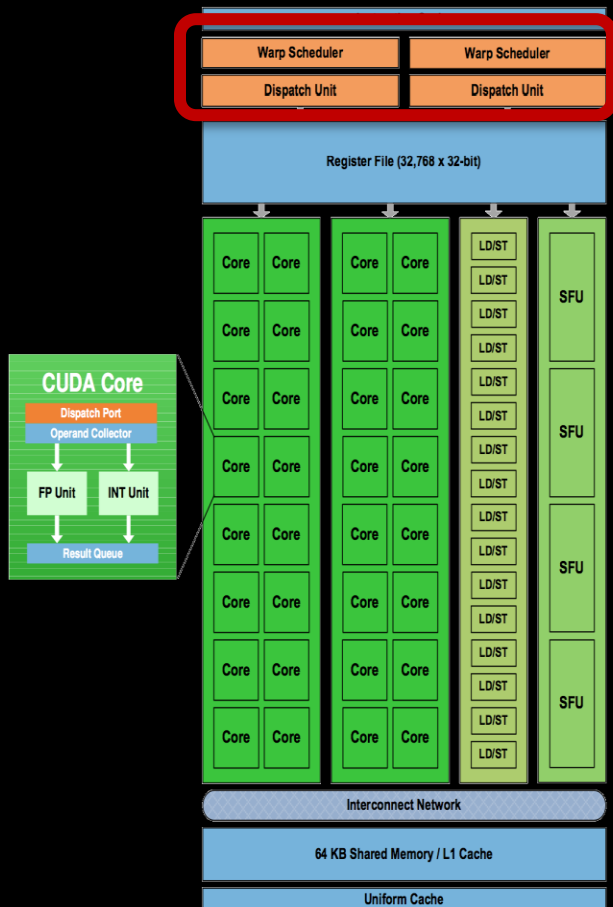 Warp Scheduler Warp Scheduler
Dispatch Unit Dispatch Unit
Register File (32,768 x 32-bit)
Core Core Core Core LD/ST
LD/ST
SFU
Core Core Core Core LD/ST
LD/ST
Core Core Core Core LD/ST
LD/ST
SFU
Core Core Core Core LD/ST
LD/ST
Core Core Core Core LD/ST
LD/ST
SFU
Core Core Core Core LD/ST
LD/ST
Core Core Core Core LD/ST
LD/ST
SFU
Core Core Core Core LD/ST
LD/ST
CUDA Core
Dispatch Port
Operand Collector
FP Unit INT Unit
Result Queue
Interconnect Network
64 KB Shared Memory / L1 Cache
Uniform Cache